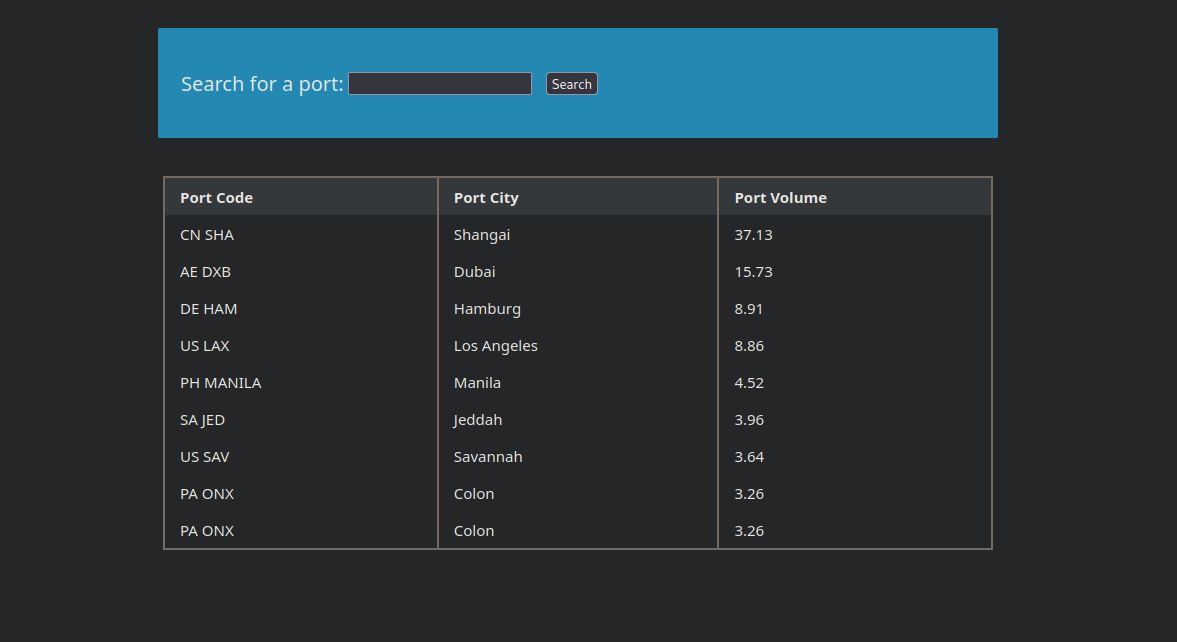 Search for a port: Search
Port Code Port City Port Volume
CN SHA Shangai 37.13
AE DXB Dubai 15.73
DE HAM Hamburg 8.91
US LAX Los Angeles 8.86
PH MANILA Manila 4.52
SA JED Jeddah 3.96
US SAV Savannah 3.64
PA ONX Colon 3.26
PA ONX Colon 3.26